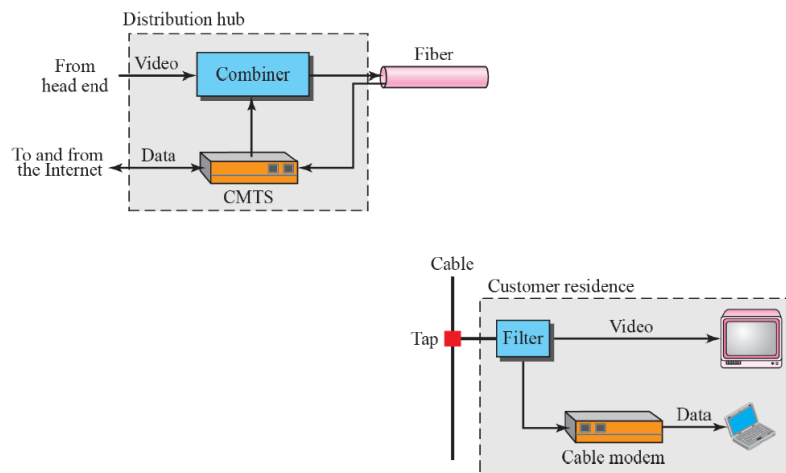 Distribution hub
Fiber
From
head end
Video
Combiner
To and from
the Internet
Data
CMTS
Cable
Customer residence
Tap
Filter
Video
Data
Cable modem